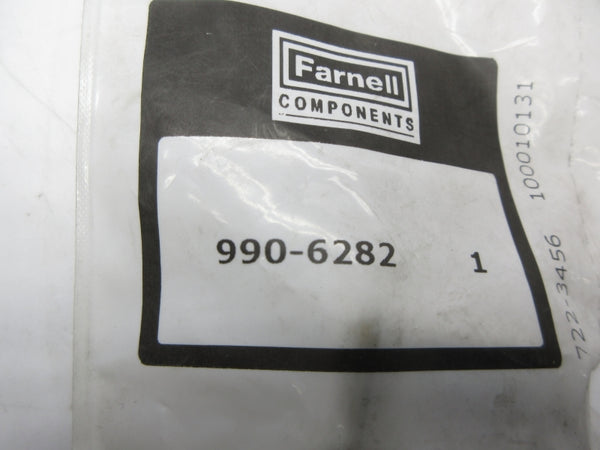 Farnell
COMPONENTS
990-6282 1
722-3456 100010131